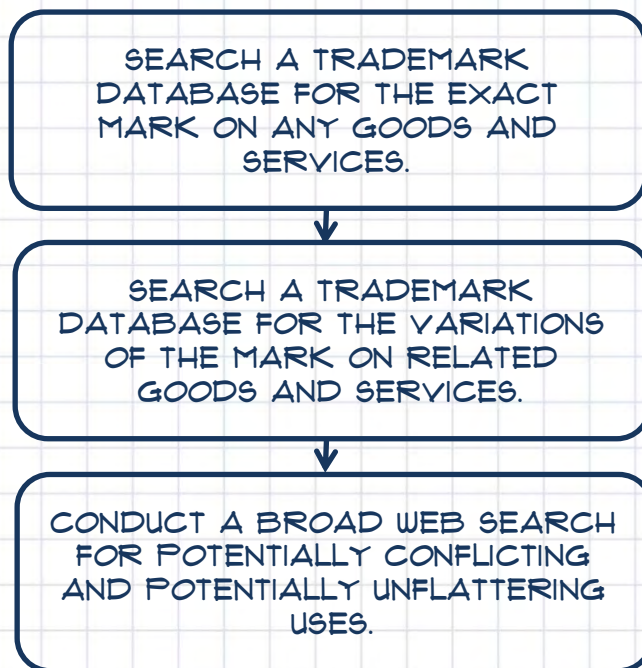 SEARCH A TRADEMARK
DATABASE FOR THE EXACT
MARK ON ANY GOODS AND
SERVICES.
SEARCH A TRADEMARK
DATABASE FOR THE VARIATIONS
OF THE MARK ON RELATED
GOODS AND SERVICES.
CONDUCT A BROAD WEB SEARCH
FOR POTENTIALLY CONFLICTING
AND POTENTIALLY UNFLATTERING
USES.